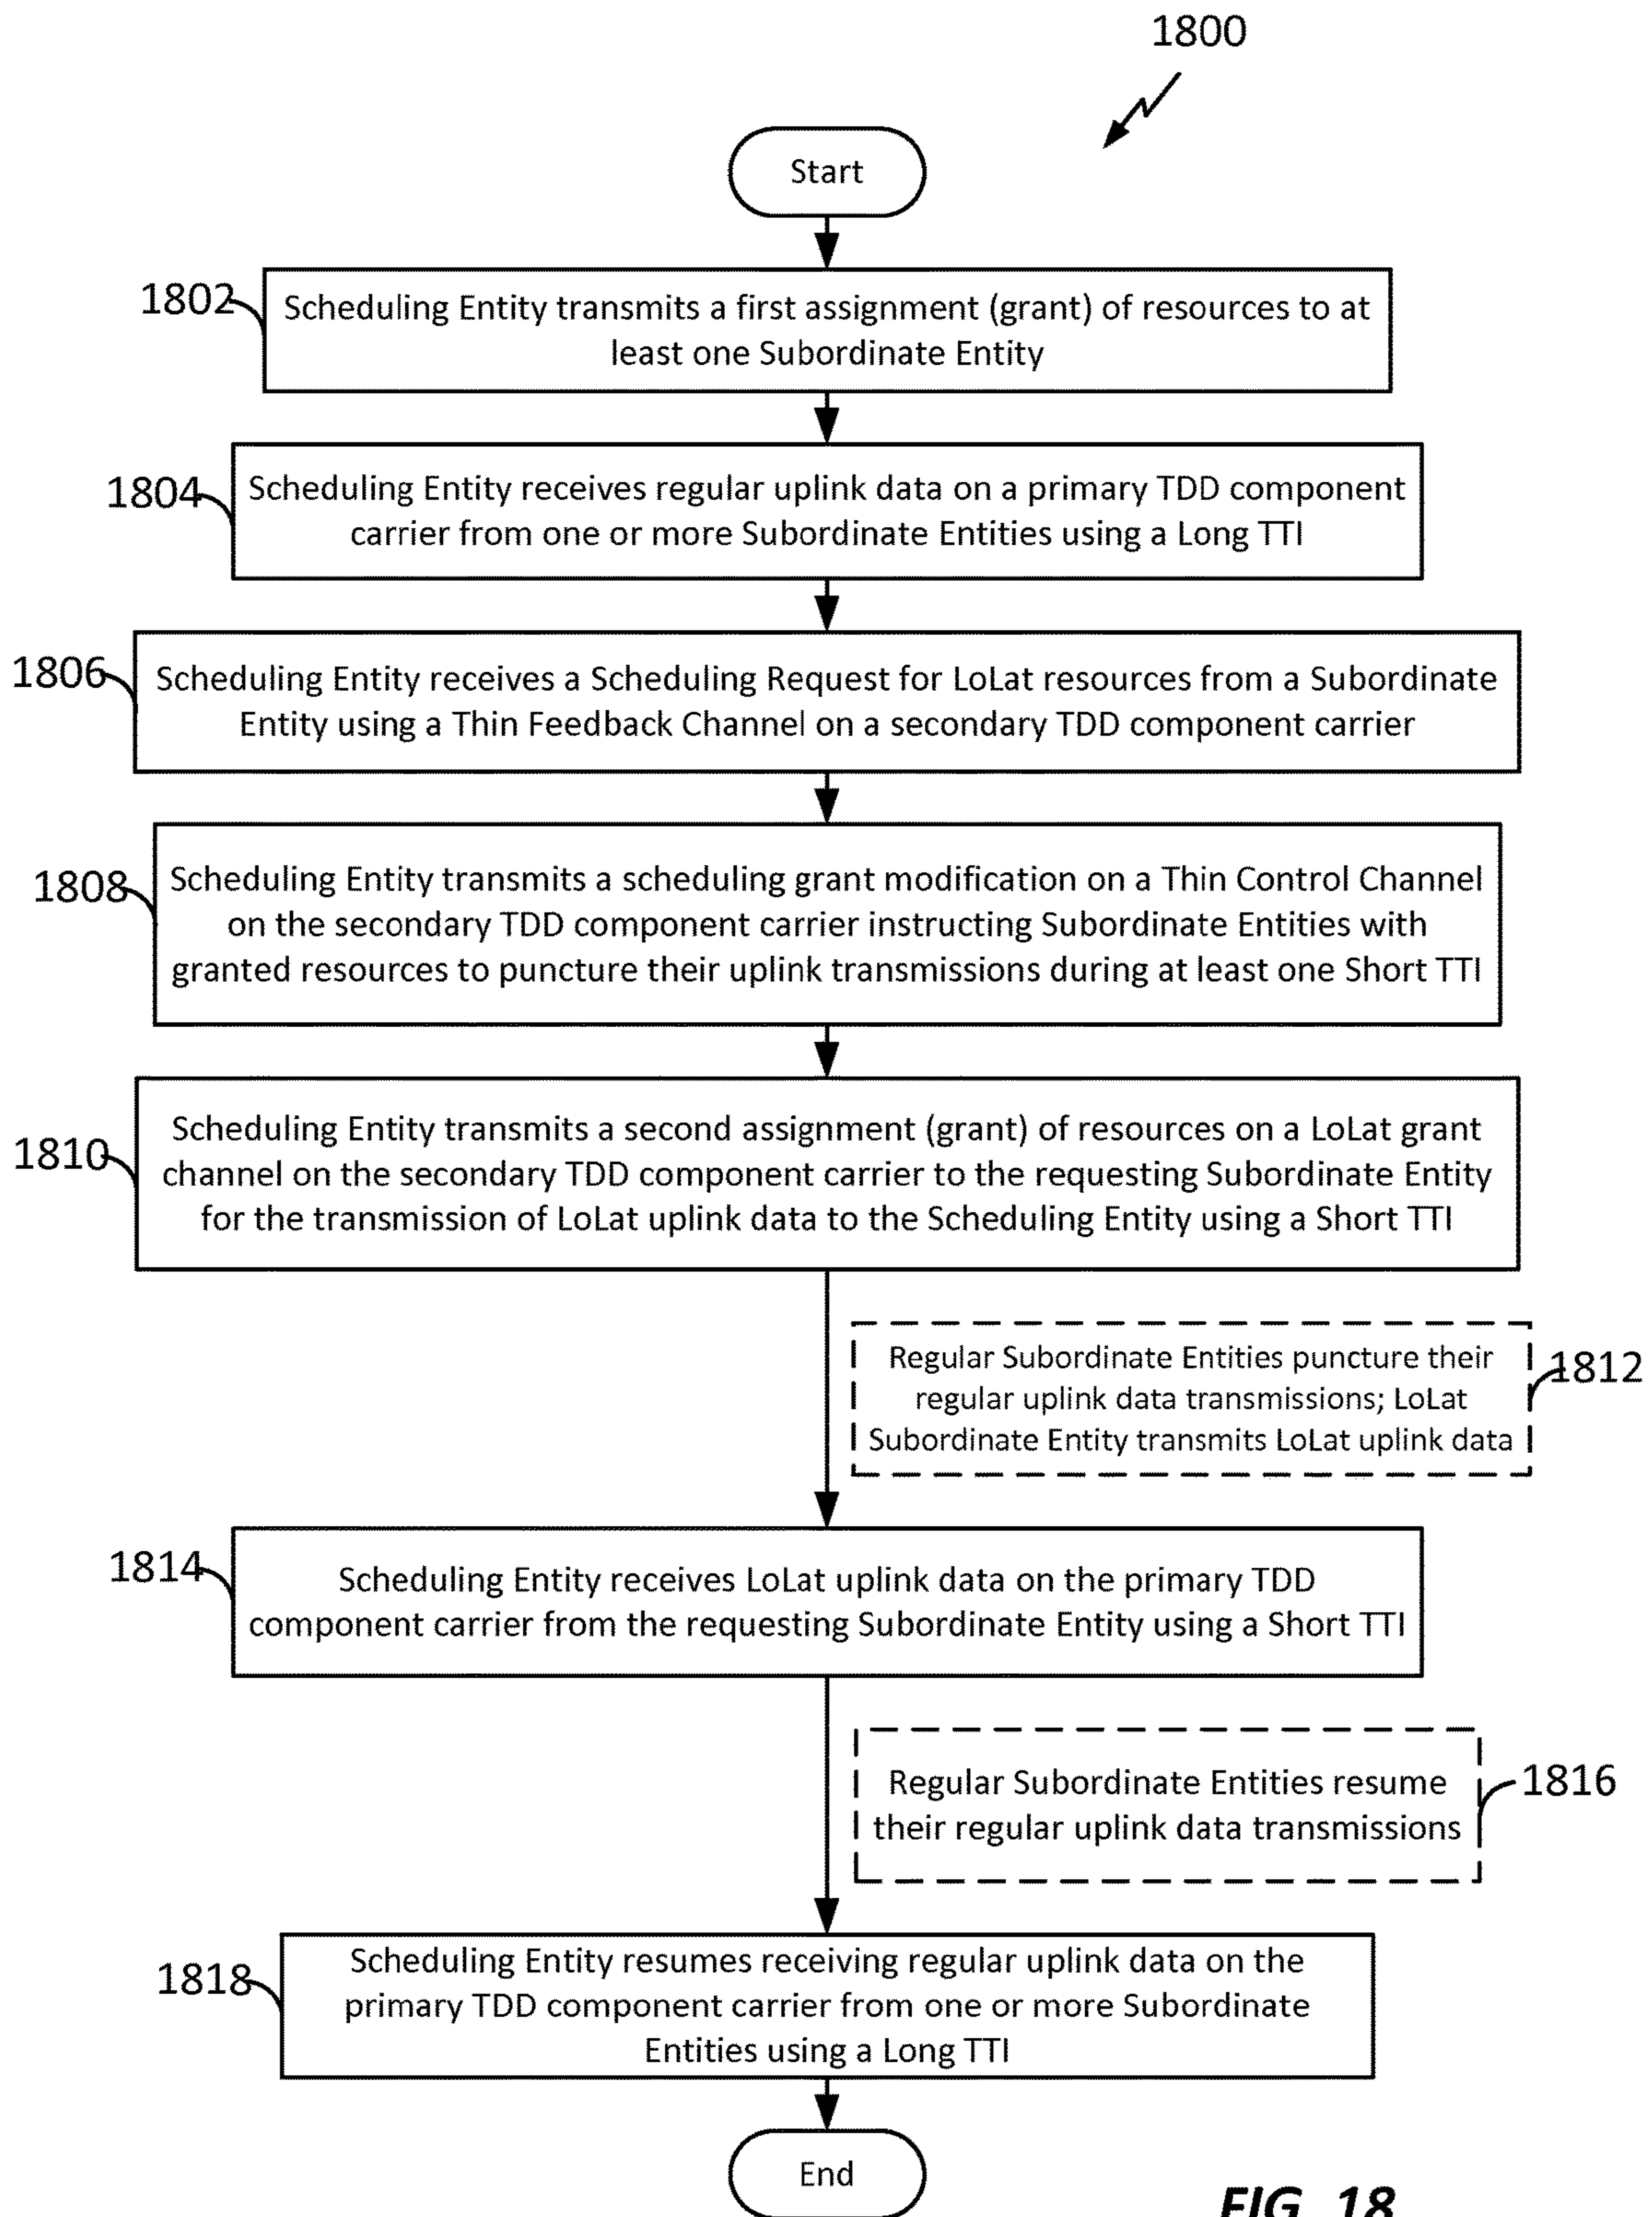 1800
Start
1802
Scheduling Entity transmits a first assignment (grant) of resources to at
least one Subordinate Entity
1804
Scheduling Entity receives regular uplink data on a primary TDD component
carrier from one or more Subordinate Entities using a Long TTI
1806
Scheduling Entity receives a Scheduling Request for LoLat resources from a Subordinate
Entity using a Thin Feedback Channel on a secondary TDD component carrier
1808
Scheduling Entity transmits a scheduling grant modification on a Thin Control Channel
on the secondary TDD component carrier instructing Subordinate Entities with
granted resources to puncture their uplink transmissions during at least one Short TTI
1810
Scheduling Entity transmits a second assignment (grant) of resources on a LoLat grant
channel on the secondary TDD component carrier to the requesting Subordinate Entity
for the transmission of LoLat uplink data to the Scheduling Entity using a Short TTI
Regular Subordinate Entities puncture their
regular uplink data transmissions; LoLat
Subordinate Entity transmits LoLat uplink data
1812
1814
Scheduling Entity receives LoLat uplink data on the primary TDD
component carrier from the requesting Subordinate Entity using a Short TTI
Regular Subordinate Entities resume
their regular uplink data transmissions
1816
1818
Scheduling Entity resumes receiving regular uplink data on the
primary TDD component carrier from one or more Subordinate
Entities using a Long TTI
End
FIG. 18